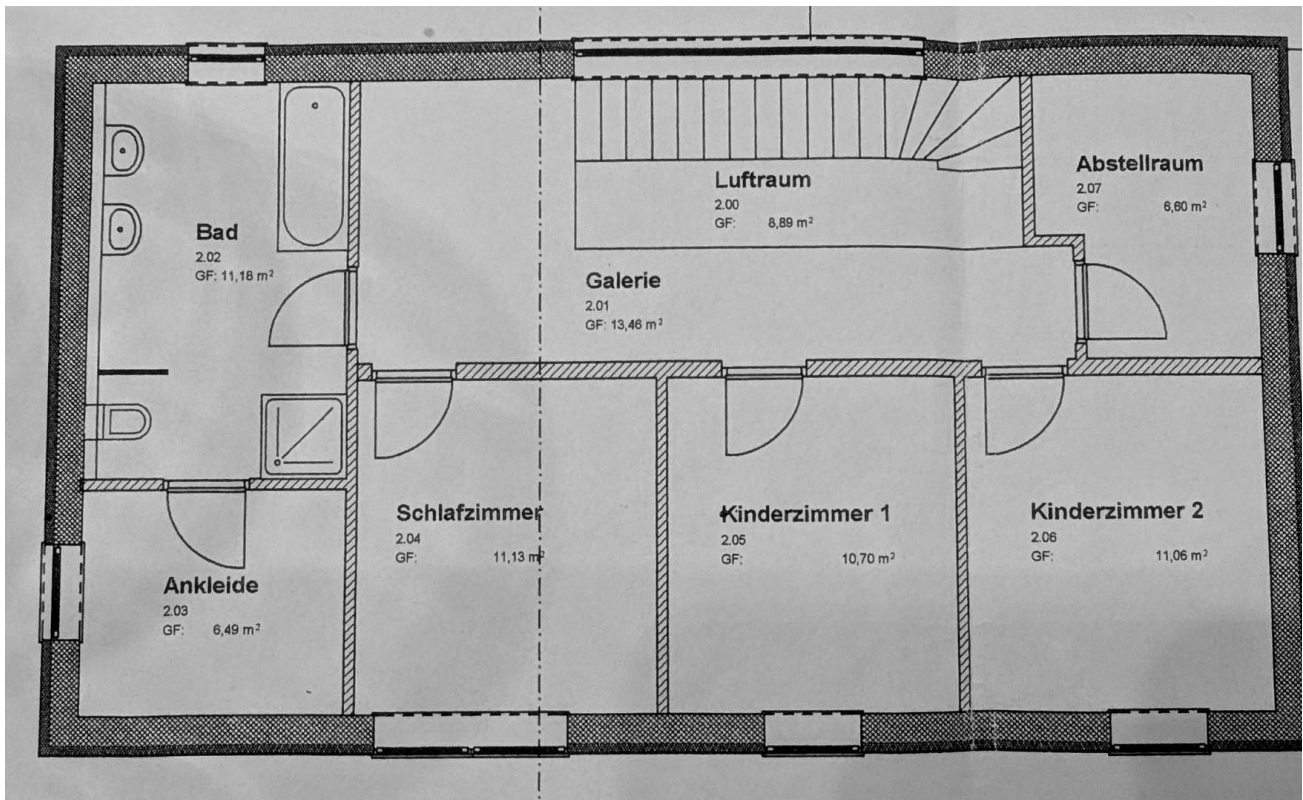 Bad
2.02
GF: 11,18 m²
Luftraum
2.00
GF: 8,89 m²
Abstellraum
2.07
GF: 6,60 m²
Galerie
2.01
GF: 13,46 m²
Schlafzimmer
2.04
GF: 11,13 m²
Kinderzimmer 1
2.05
GF: 10,70 m²
Kinderzimmer 2
2.06
GF: 11,06 m²
Ankleide
2.03
GF: 6,49 m²